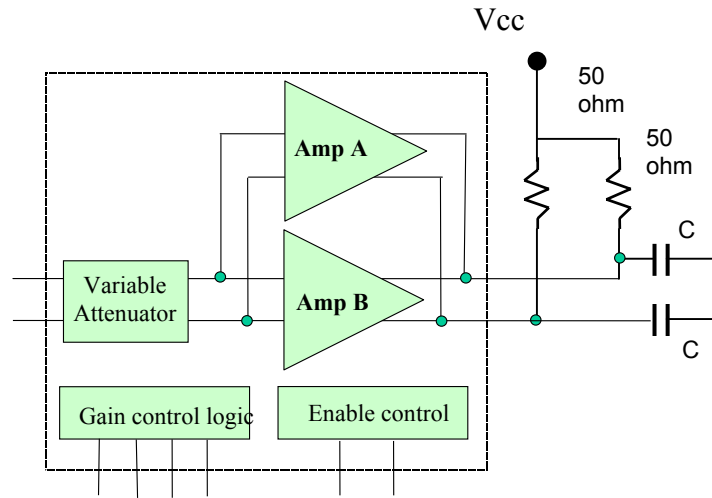 Vcc
50
ohm
50
ohm
Amp A
C
Variable
Attenuator
Amp B
C
Gain control logic
Enable control